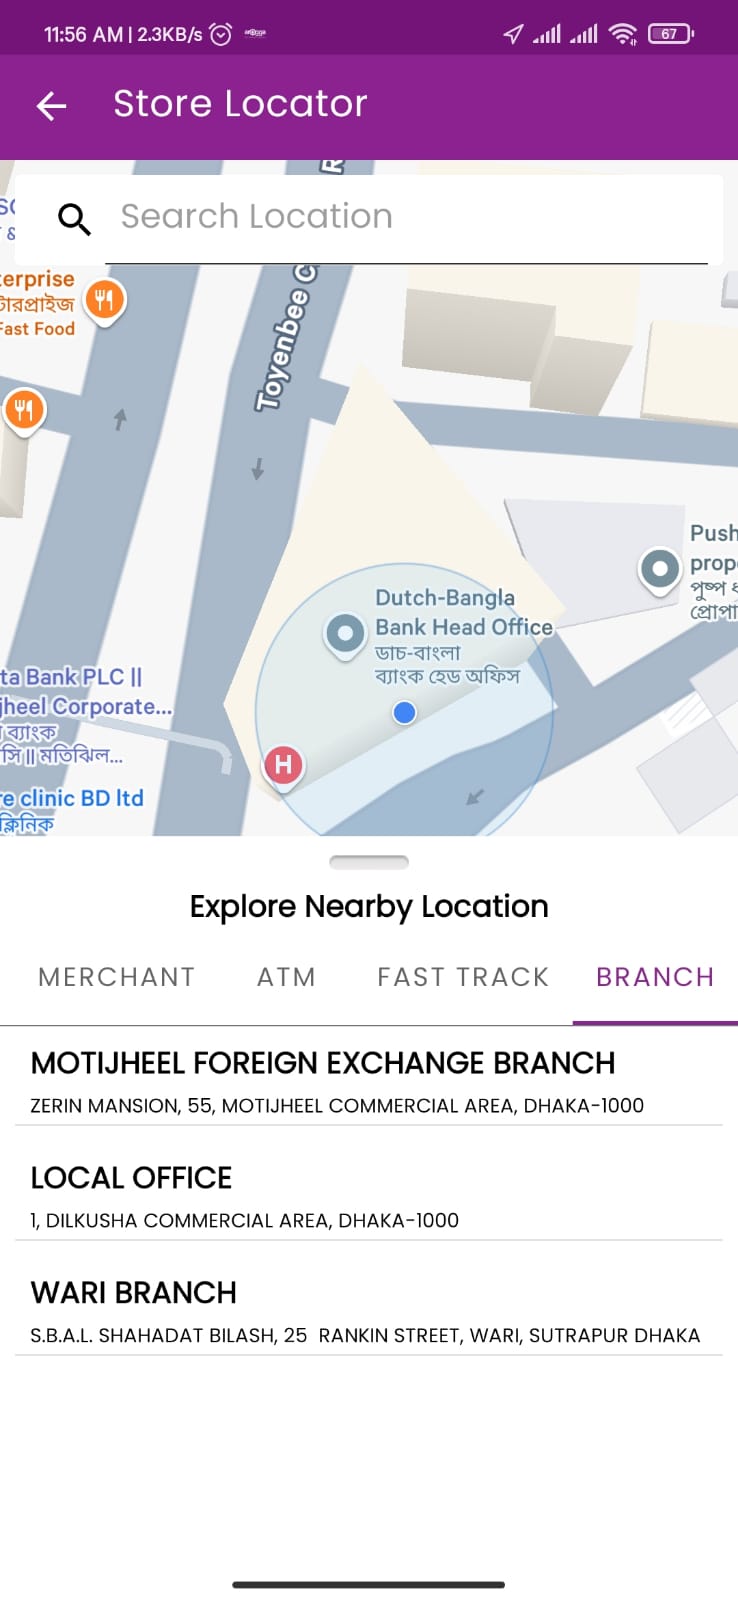 11:56 AM | 2.3KB/s
67
Store Locator
Search Location
terprise
টারপ্রাইজ
Fast Food
Toyenbee C
Push
prop
পুষ্প
প্রোপা
Dutch-Bangla
Bank Head Office
ডাচ-বাংলা
ব্যাংক হেড অফিস
ta Bank PLC ||
jheel Corporate...
ব্যাংক
সি॥ মতিঝিল...
H
re clinic BD ltd
ক্লিনিক
Explore Nearby Location
MERCHANT ATM FAST TRACK BRANCH
MOTIJHEEL FOREIGN EXCHANGE BRANCH
ZERIN MANSION, 55, MOTIJHEEL COMMERCIAL AREA, DHAKA-1000
LOCAL OFFICE
1, DILKUSHA COMMERCIAL AREA, DHAKA-1000
WARI BRANCH
S.B.A.L. SHAHADAT BILASH, 25 RANKIN STREET, WARI, SUTRAPUR DHAKA